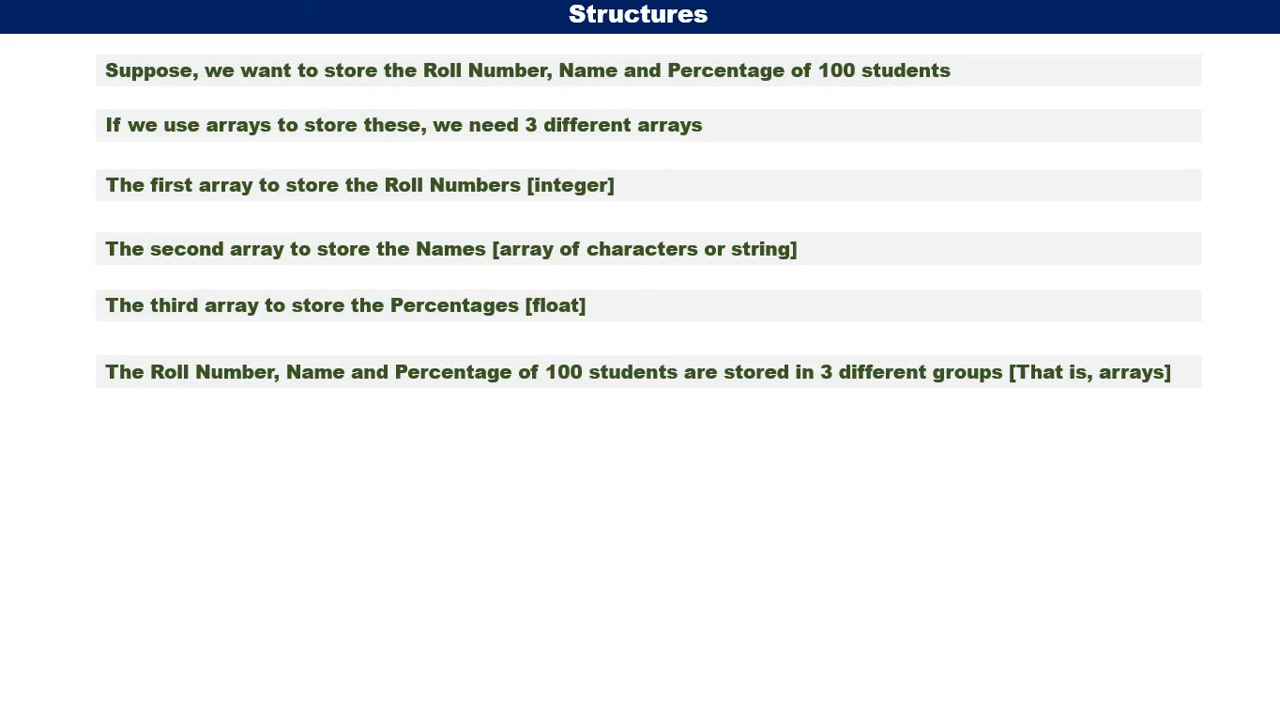 Structures
Suppose, we want to store the Roll Number, Name and Percentage of 100 students
If we use arrays to store these, we need 3 different arrays
The first array to store the Roll Numbers [integer]
The second array to store the Names [array of characters or string]
The third array to store the Percentages [float]
The Roll Number, Name and Percentage of 100 students are stored in 3 different groups [That is, arrays]